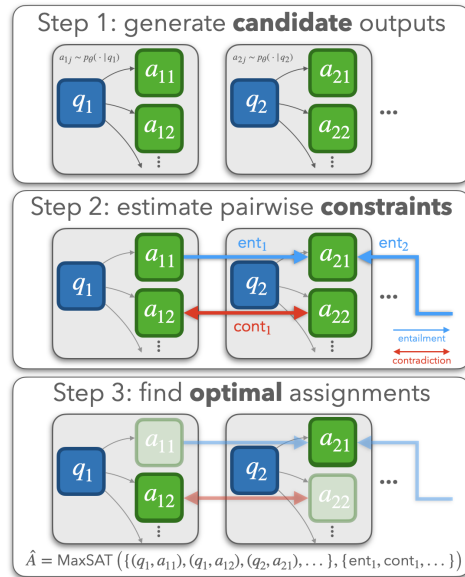 Step 1: generate candidate outputs
a₁ⱼ ~ pθ(· | q₁)
a₂ⱼ ~ pθ(· | q₂)
q₁
a₁₁
a₁₂
⋮
q₂
a₂₁
a₂₂
⋮
...
Step 2: estimate pairwise constraints
ent₁
ent₂
q₁
a₁₁
a₁₂
⋮
q₂
a₂₁
a₂₂
⋮
...
cont₁
entailment
contradiction
Step 3: find optimal assignments
q₁
a₁₁
a₁₂
⋮
q₂
a₂₁
a₂₂
⋮
...
Â = MaxSAT ({(q₁, a₁₁), (q₁, a₁₂), (q₂, a₂₁), … }, {ent₁, cont₁, … })